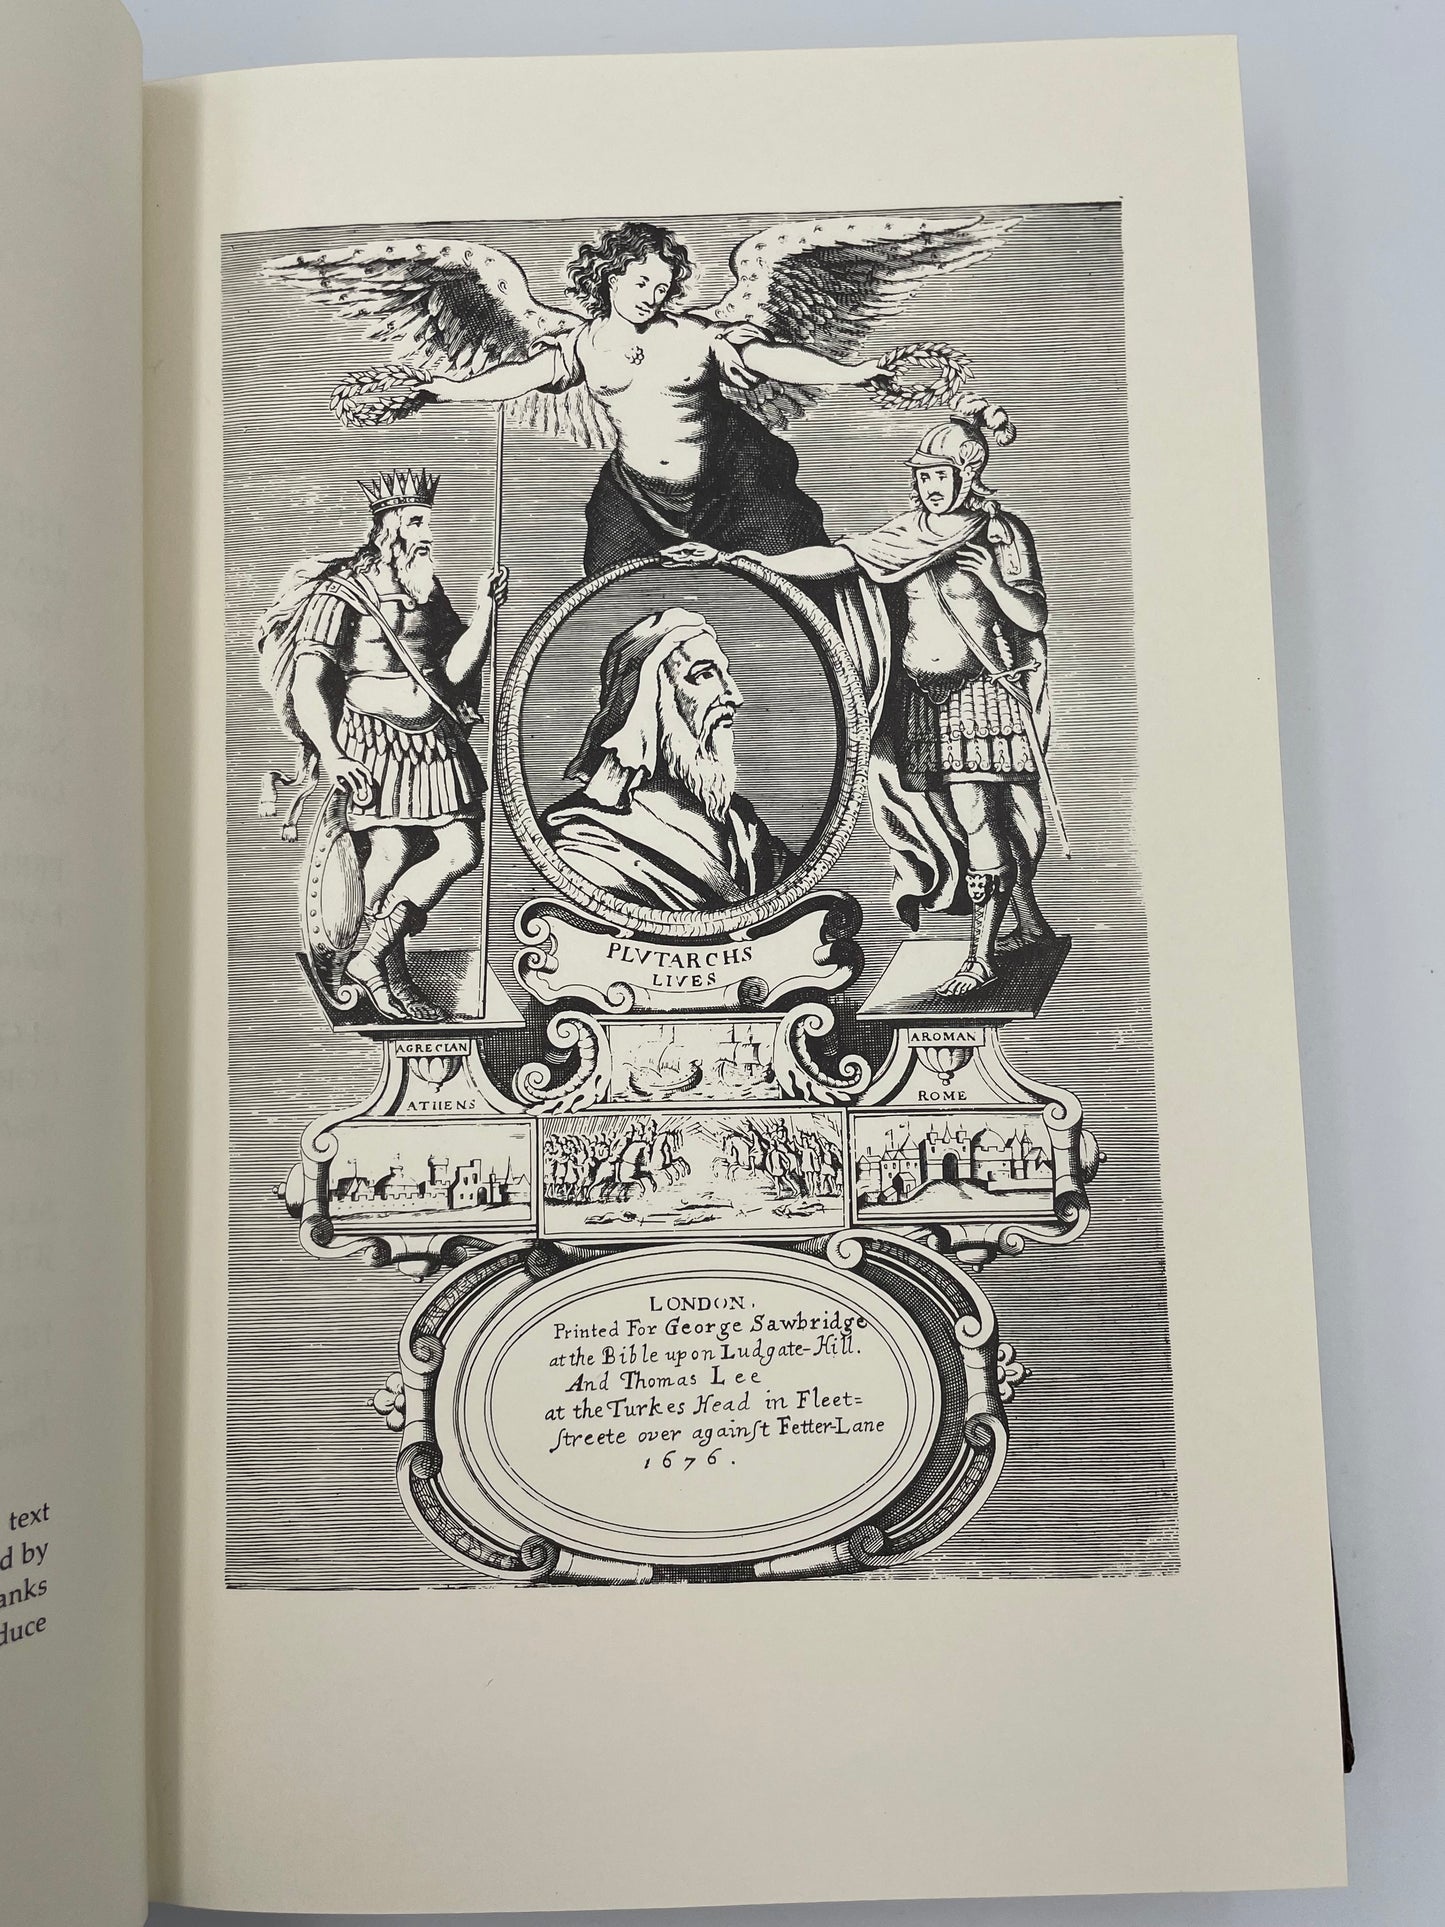 text
d by
anks
duce
PLVTARCHS
LIVES
AGRECIAN
ATHENS
AROMAN
ROME
LONDON,
Printed For George Sawbridge
at the Bible upon Ludgate-Hill.
And Thomas Lee
at the Turkes Head in Fleet=
ſtreete over againſt Fetter-Lane
1676.